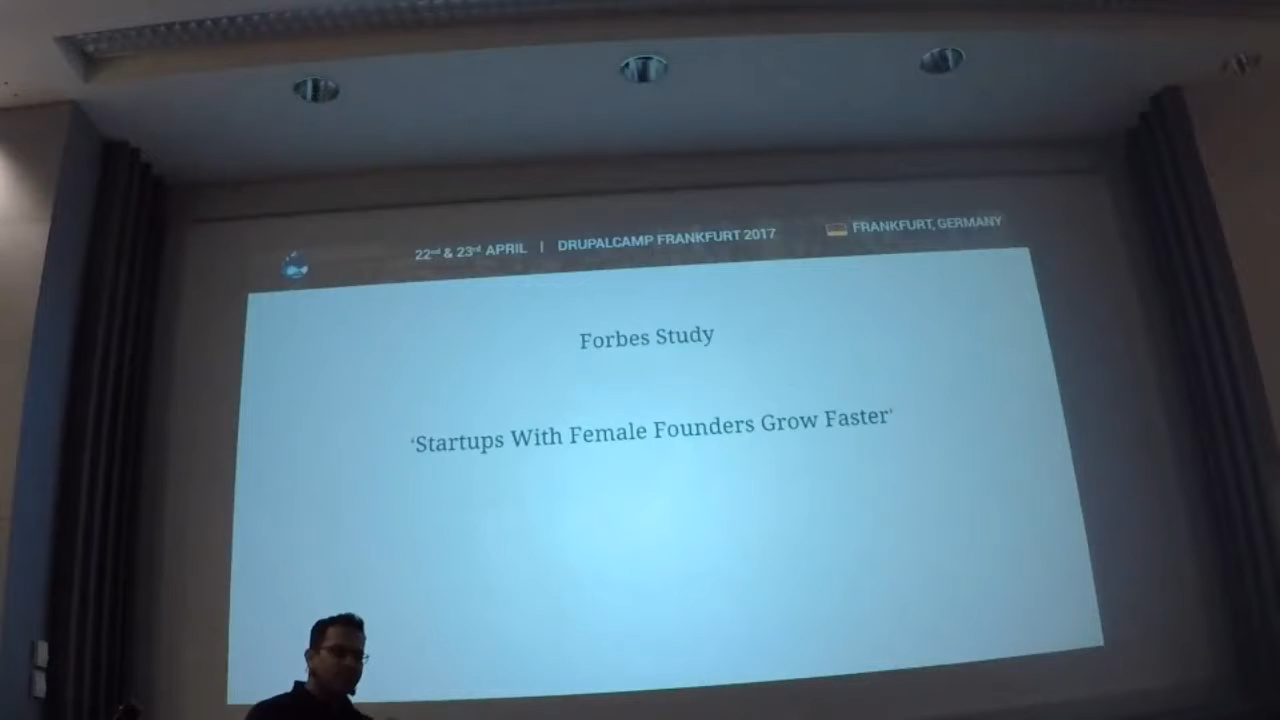 22nd & 23rd APRIL | DRUPALCAMP FRANKFURT 2017 FRANKFURT, GERMANY
Forbes Study
‘Startups With Female Founders Grow Faster’